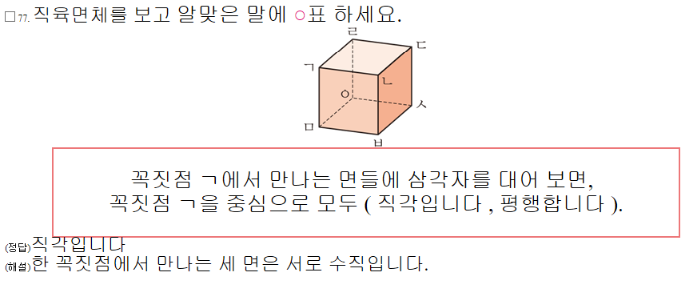 □ 77. 직육면체를 보고 알맞은 말에 ○표 하세요.
ㄹ
ㄷ
ㄱ
ㄴ
ㅇ
ㅅ
ㅁ
ㅂ
꼭짓점 ㄱ에서 만나는 면들에 삼각자를 대어 보면,
꼭짓점 ㄱ을 중심으로 모두 ( 직각입니다 , 평행합니다 ).
(정답)직각입니다
(해설)한 꼭짓점에서 만나는 세 면은 서로 수직입니다.